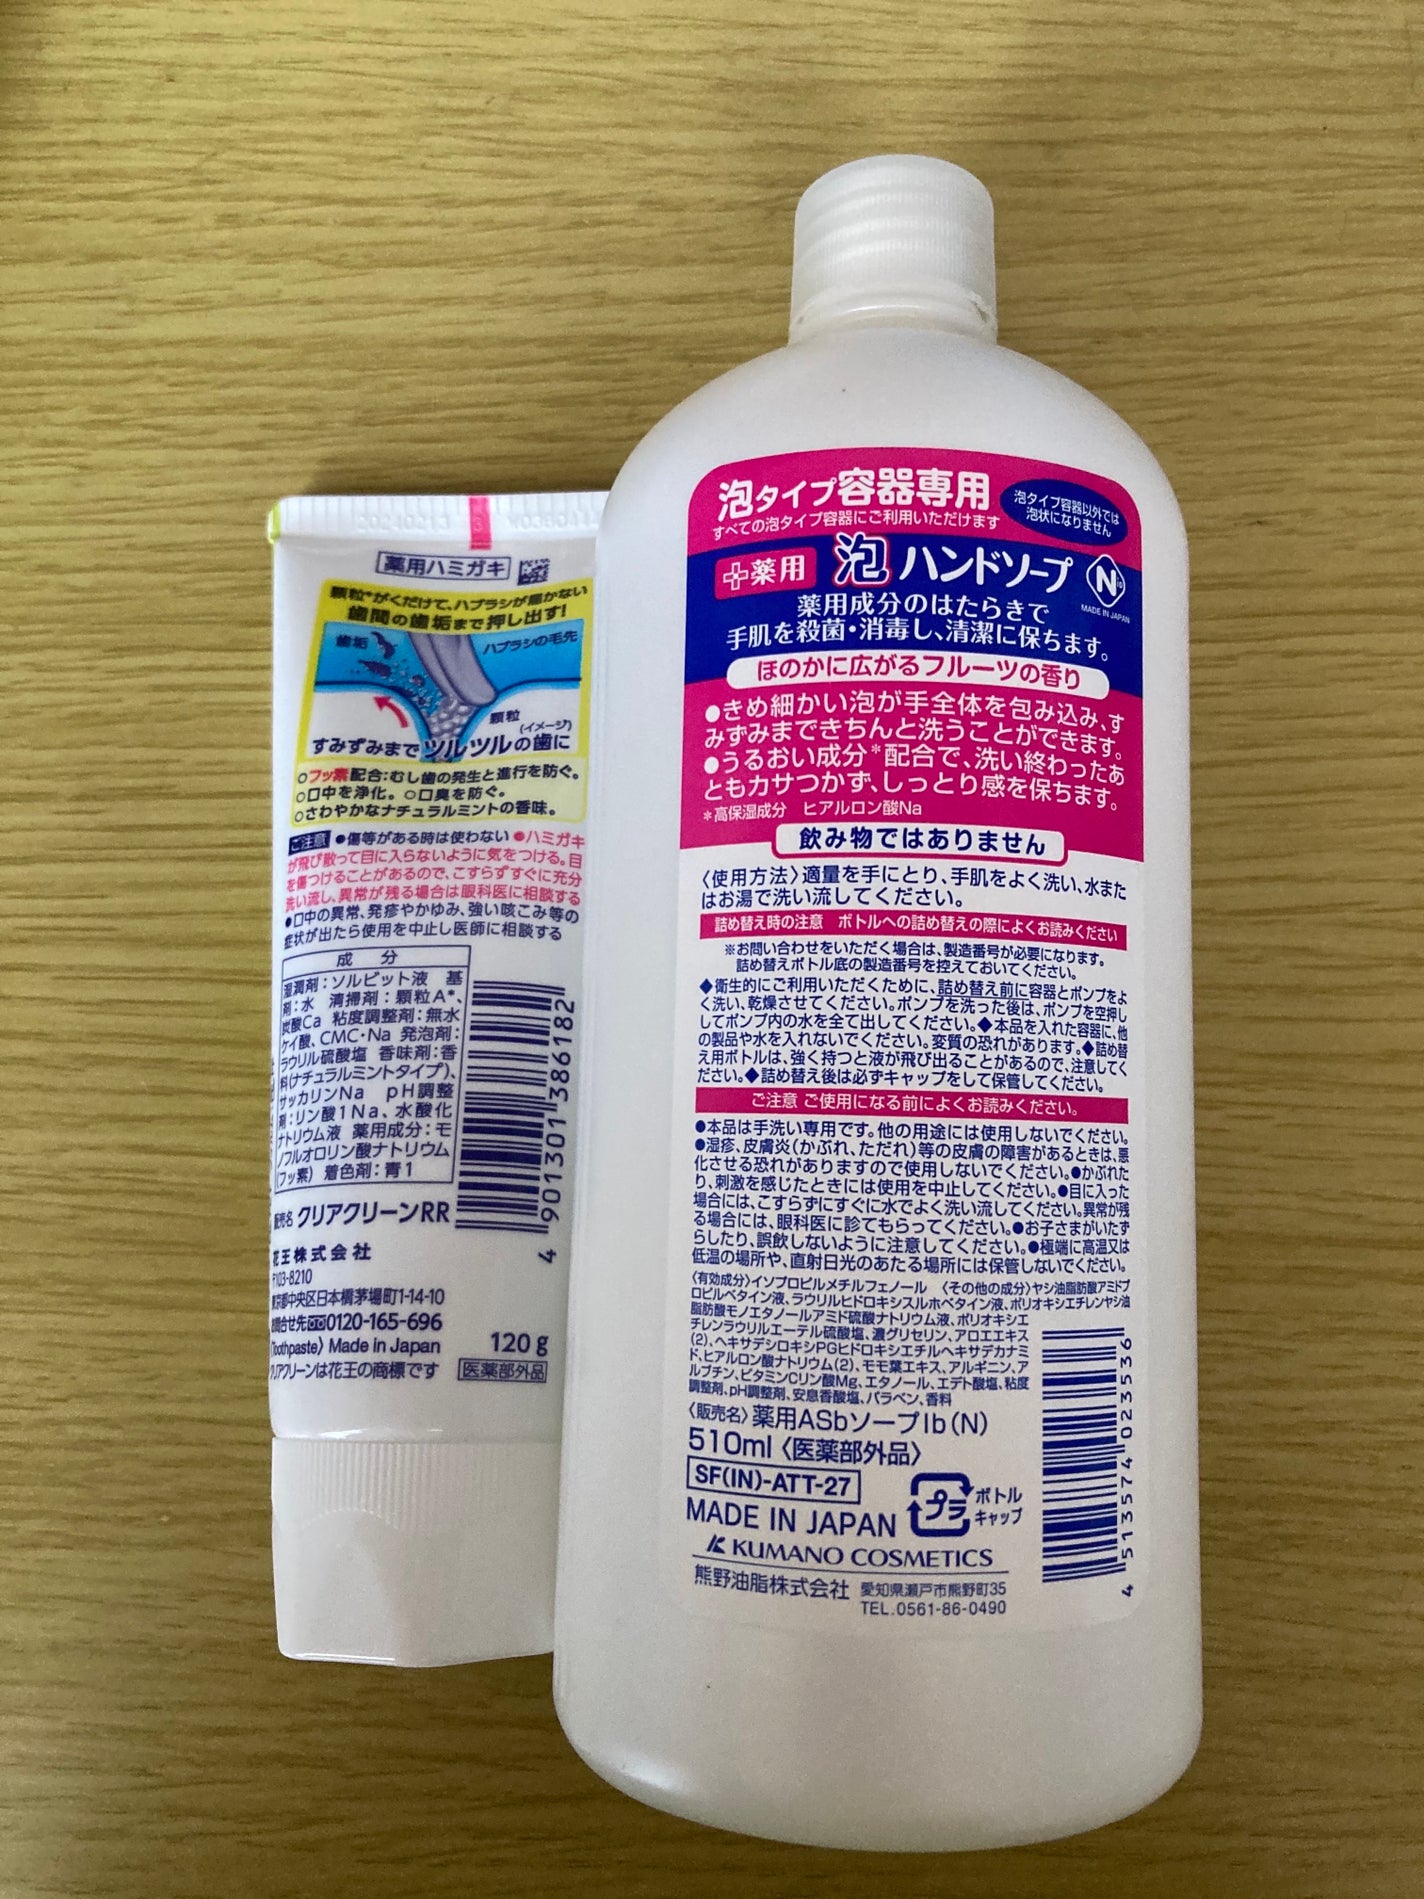 20240213
S
薬用ハミガキ
顆粒*がくだけて、ハブラシが届かない
歯間の歯垢まで押し出す!
歯垢
ハブラシの毛先
顆粒
(イメージ)
すみずみまでツルツルの歯に
○フッ素配合:むし歯の発生と進行を防ぐ。
○口中を浄化。○口臭を防ぐ。
○さわやかなナチュラルミントの香味。
ご注意 ●傷等がある時は使わない ●ハミガキ
が飛び散って目に入らないように気をつける。目
を傷つけることがあるので、こすらずすぐに充分
洗い流し、異常が残る場合は眼科医に相談する
●口中の異常、発疹やかゆみ、強い咳こみ等の
症状が出たら使用を中止し医師に相談する
成 分
湿潤剤:ソルビット液 基
剤:水 清掃剤:顆粒A*、
炭酸Ca 粘度調整剤:無水
ケイ酸、CMC・Na 発泡剤:
ラウリル硫酸塩 香味剤:香
料(ナチュラルミントタイプ)、
サッカリンNa pH調整
剤:リン酸1Na、水酸化
ナトリウム液 薬用成分:モ
ノフルオロリン酸ナトリウム
(フッ素) 着色剤:青1
4901301386182
販売名 クリアクリーンRR
花王株式会社
〒103-8210
東京都中央区日本橋茅場町1-14-10
お問合せ先 0120-165-696
(Toothpaste) Made in Japan
クリアクリーンは花王の商標です
120g
医薬部外品
泡タイプ容器専用
すべての泡タイプ容器にご利用いただけます
泡タイプ容器以外では
泡状になりません
薬用 泡ハンドソープ
N
MADE IN JAPAN
薬用成分のはたらきで
手肌を殺菌・消毒し、清潔に保ちます。
ほのかに広がるフルーツの香り
●きめ細かい泡が手全体を包み込み、す
みずみまできちんと洗うことができます。
●うるおい成分*配合で、洗い終わったあ
ともカサつかず、しっとり感を保ちます。
*高保湿成分 ヒアルロン酸Na
飲み物ではありません
〈使用方法〉適量を手にとり、手肌をよく洗い、水また
はお湯で洗い流してください。
詰め替え時の注意 ボトルへの詰め替えの際によくお読みください
※お問い合わせをいただく場合は、製造番号が必要になります。
詰め替えボトル底の製造番号を控えておいてください。
◆衛生的にご利用いただくために、詰め替え前に容器とポンプをよ
く洗い、乾燥させてください。ポンプを洗った後は、ポンプを空押し
してポンプ内の水を全て出してください。◆本品を入れた容器に、他
の製品や水を入れないでください。変質の恐れがあります。◆詰め替
え用ボトルは、強く持つと液が飛び出ることがあるので、注意してく
ださい。◆詰め替え後は必ずキャップをして保管してください。
ご注意 ご使用になる前によくお読みください。
●本品は手洗い専用です。他の用途には使用しないでください。
●湿疹、皮膚炎(かぶれ、ただれ)等の皮膚の障害があるときは、悪
化させる恐れがありますので使用しないでください。●かぶれた
り、刺激を感じたときには使用を中止してください。●目に入った
場合には、こすらずにすぐに水でよく洗い流してください。異常が残
る場合には、眼科医に診てもらってください。●お子さまがいたず
らしたり、誤飲しないように注意してください。●極端に高温又は
低温の場所や、直射日光のあたる場所には保管しないでください。
〈有効成分〉イソプロピルメチルフェノール 〈その他の成分〉ヤシ油脂肪酸アミドプ
ロピルベタイン液、ラウリルヒドロキシスルホベタイン液、ポリオキシエチレンヤシ油
脂肪酸モノエタノールアミド硫酸ナトリウム液、ポリオキシエ
チレンラウリルエーテル硫酸塩、濃グリセリン、アロエエキス
(2)、ヘキサデシロキシPGヒドロキシエチルヘキサデカナミ
ド、ヒアルロン酸ナトリウム(2)、モモ葉エキス、アルギニン、ア
ルブチン、ビタミンCリン酸Mg、エタノール、エデト酸塩、粘度
調整剤、pH調整剤、安息香酸塩、パラベン、香料
〈販売名〉薬用ASbソープIb(N)
510ml〈医薬部外品〉
SF(IN)-ATT-27
MADE IN JAPAN
プラ
ボトル
キャップ
KUMANO COSMETICS
熊野油脂株式会社
愛知県瀬戸市熊野町35
TEL.0561-86-0490
4513574023536